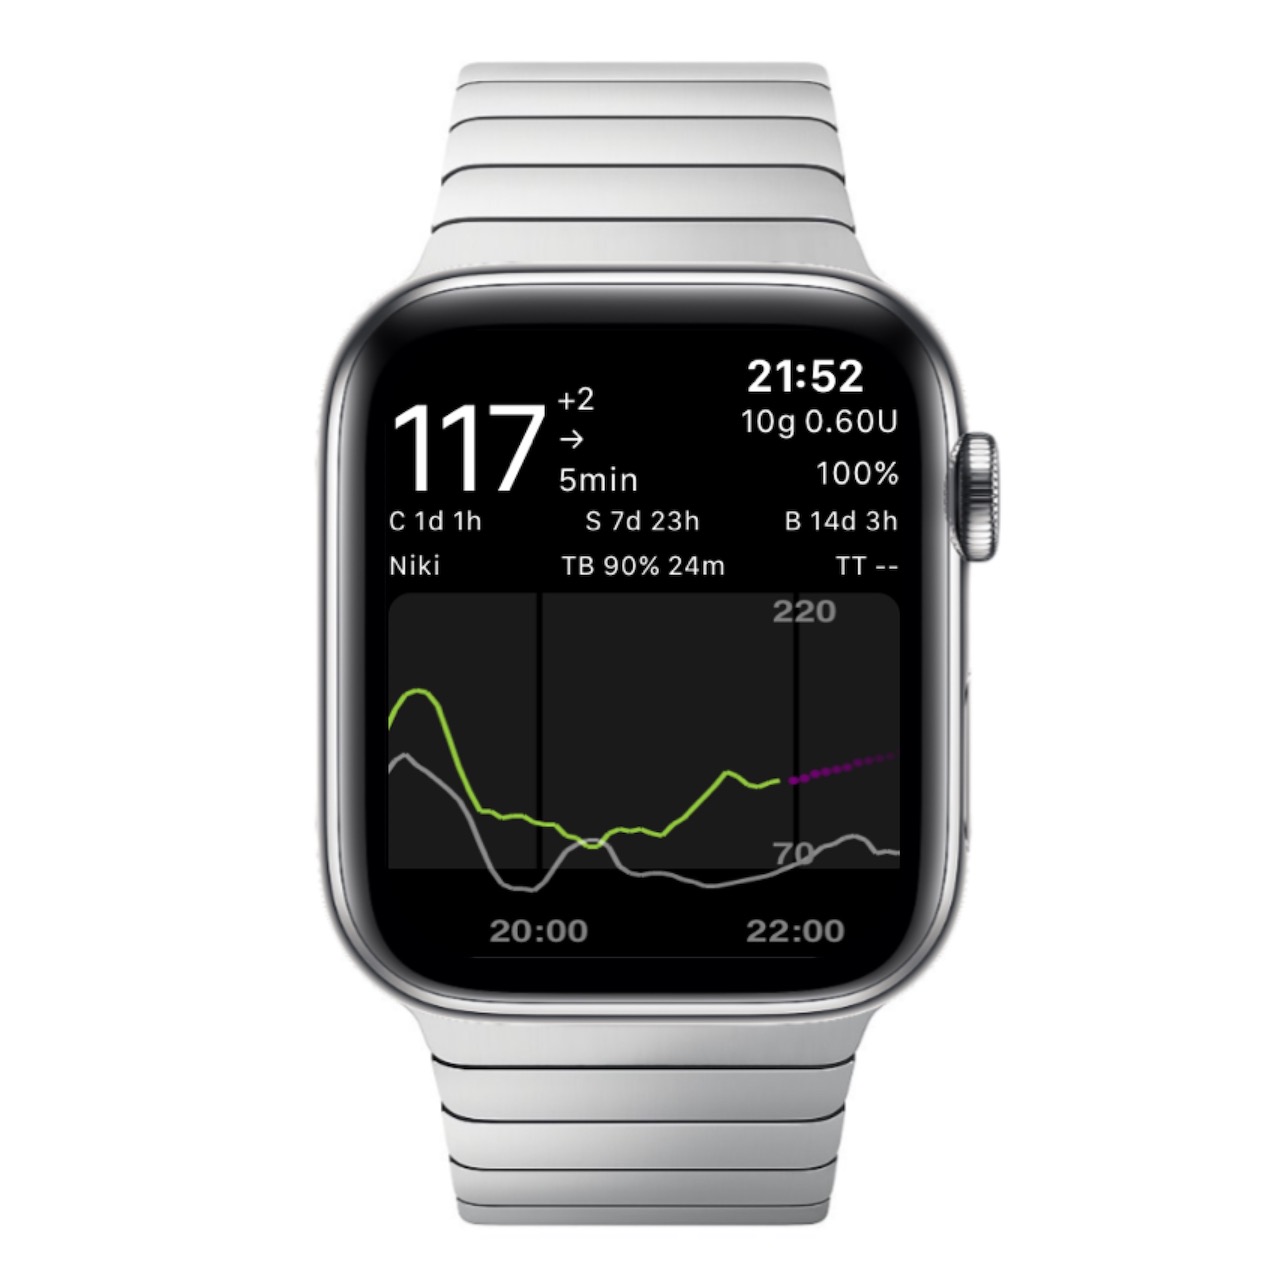 21:52
117 +2
→
5min
10g 0.60U
100%
C 1d 1h S 7d 23h B 14d 3h
Niki TB 90% 24m TT --
220
70
20:00 22:00